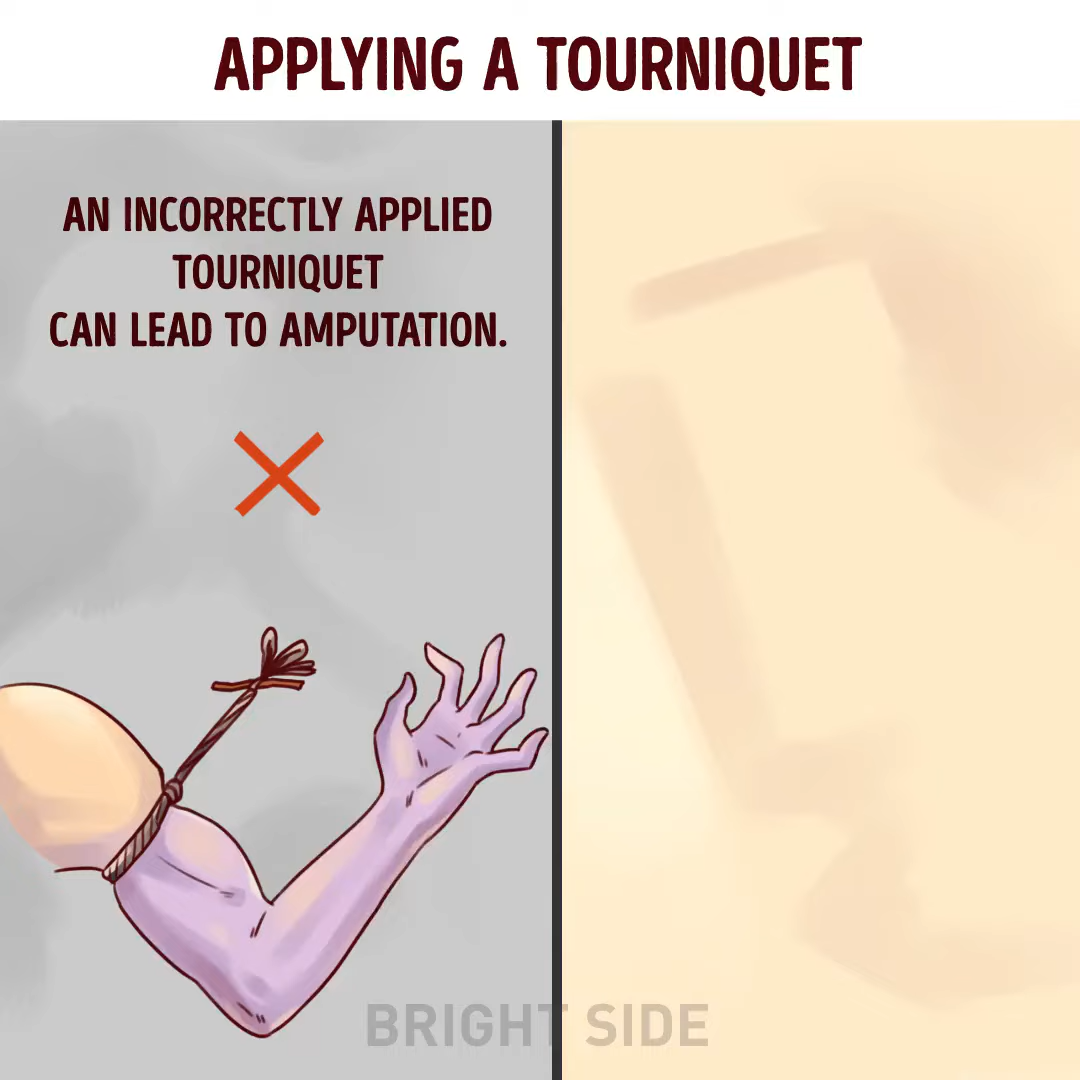 APPLYING A TOURNIQUET
AN INCORRECTLY APPLIED
TOURNIQUET
CAN LEAD TO AMPUTATION.
BRIGHT SIDE